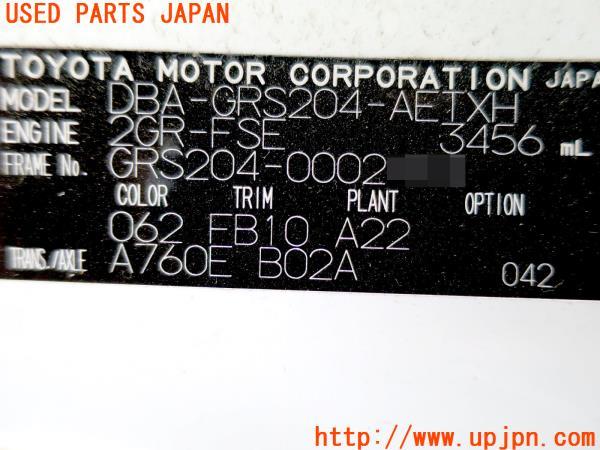 USED PARTS JAPAN
TOYOTA MOTOR CORPORATION JAPA
MODEL DBA-GRS204-AETXH
ENGINE 2GR-FSE 3456 mL
FRAME No. GRS204-0002
COLOR TRIM PLANT OPTION
062 FB10 A22
TRANS./AXLE A760E B02A 042
http://www.upjpn.com